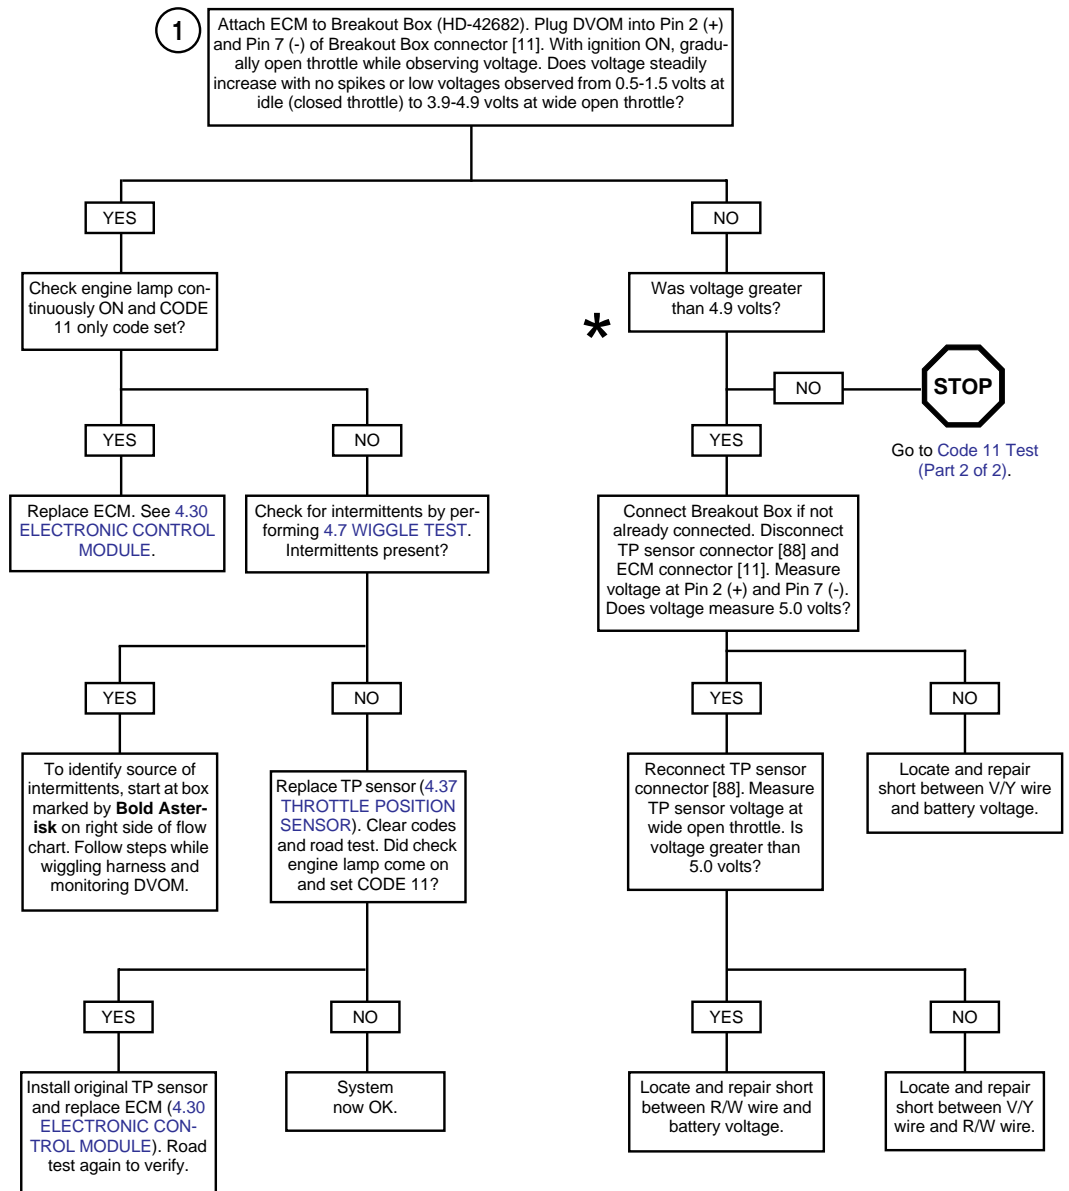 1
Attach ECM to Breakout Box (HD-42682). Plug DVOM into Pin 2 (+)
and Pin 7 (-) of Breakout Box connector [11]. With ignition ON, gradu-
ally open throttle while observing voltage. Does voltage steadily
increase with no spikes or low voltages observed from 0.5-1.5 volts at
idle (closed throttle) to 3.9-4.9 volts at wide open throttle?
YES
NO
Check engine lamp con-
tinuously ON and CODE
11 only code set?
Was voltage greater
than 4.9 volts?
*
NO
STOP
Go to Code 11 Test
(Part 2 of 2).
YES
NO
YES
Replace ECM. See 4.30
ELECTRONIC CONTROL
MODULE.
Check for intermittents by per-
forming 4.7 WIGGLE TEST.
Intermittents present?
Connect Breakout Box if not
already connected. Disconnect
TP sensor connector [88] and
ECM connector [11]. Measure
voltage at Pin 2 (+) and Pin 7 (-).
Does voltage measure 5.0 volts?
YES
NO
YES
NO
To identify source of
intermittents, start at box
marked by Bold Aster-
isk on right side of flow
chart. Follow steps while
wiggling harness and
monitoring DVOM.
Replace TP sensor (4.37
THROTTLE POSITION
SENSOR). Clear codes
and road test. Did check
engine lamp come on
and set CODE 11?
Reconnect TP sensor
connector [88]. Measure
TP sensor voltage at
wide open throttle. Is
voltage greater than
5.0 volts?
Locate and repair
short between V/Y wire
and battery voltage.
YES
NO
YES
NO
Install original TP sensor
and replace ECM (4.30
ELECTRONIC CON-
TROL MODULE). Road
test again to verify.
System
now OK.
Locate and repair short
between R/W wire and
battery voltage.
Locate and repair
short between V/Y
wire and R/W wire.